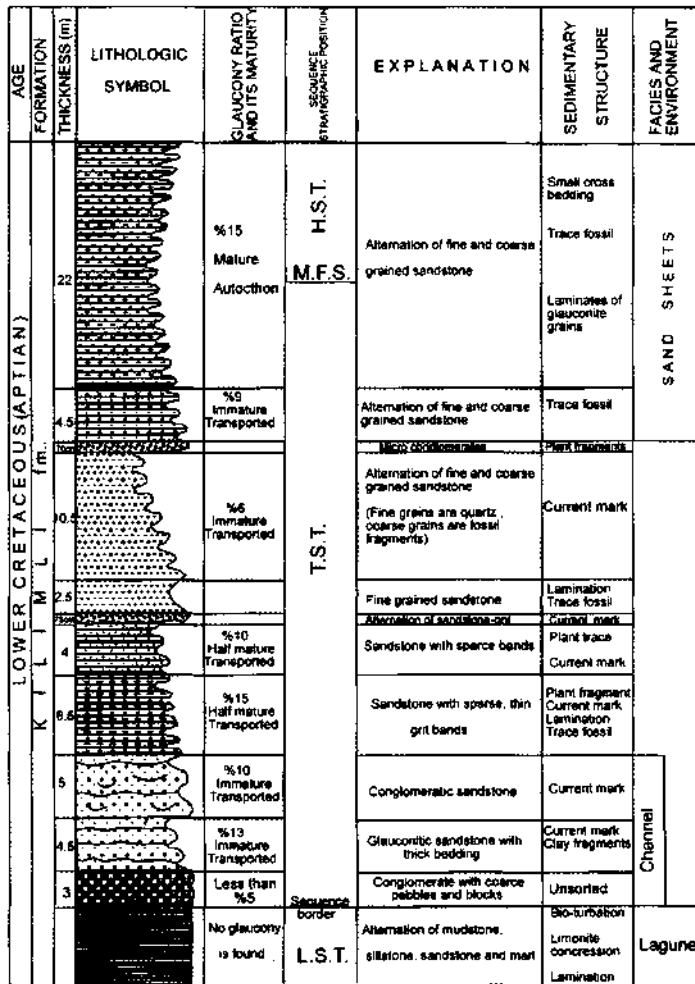 AGE
FORMATION
THICKNESS (m)
LITHOLOGIC
SYMBOL
GLAUCONY RATIO
AND ITS MATURITY
SEQUENCE
STRATIGRAPHIC POSITION
EXPLANATION
SEDIMENTARY
STRUCTURE
FACIES AND
ENVIRONMENT
LOWER CRETACEOUS (APTIAN)
KILIMLI fm.
22
%15
Mature
Autocthon
H.S.T.
M.F.S.
Alternation of fine and coarse
grained sandstone
Small cross
bedding
Trace fossil
Laminates of
glauconite
grains
SAND SHEETS
4.5
%9
Immature
Transported
Alternation of fine and coarse
grained sandstone
Trace fossil
Micro conglomerates
Plant fragments
10.5
%6
Immature
Transported
T.S.T.
Alternation of fine and coarse
grained sandstone
(Fine grains are quartz,
coarse grains are fossil
fragments)
Current mark
2.5
Fine grained sandstone
Lamination
Trace fossil
Alternation of sandstone-grit
Current mark
4
%10
Half mature
Transported
Sandstone with sparce bands
Plant trace
Current mark
6.5
%15
Half mature
Transported
Sandstone with sparse, thin
grit bands
Plant fragment
Current mark
Lamination
Trace fossil
5
%10
Immature
Transported
Conglomeratic sandstone
Current mark
Channel
4.5
%13
Immature
Transported
Glauconitic sandstone with
thick bedding
Current mark
Clay fragments
3
Less than
%5
Conglomerate with coarce
pebbles and blocks
Unsorted
Sequence
border
No glaucony
is found
L.S.T.
Alternation of mudstone,
siltstone, sandstone and marl
Bio-turbation
Limonite
concression
Lamination
Lagune